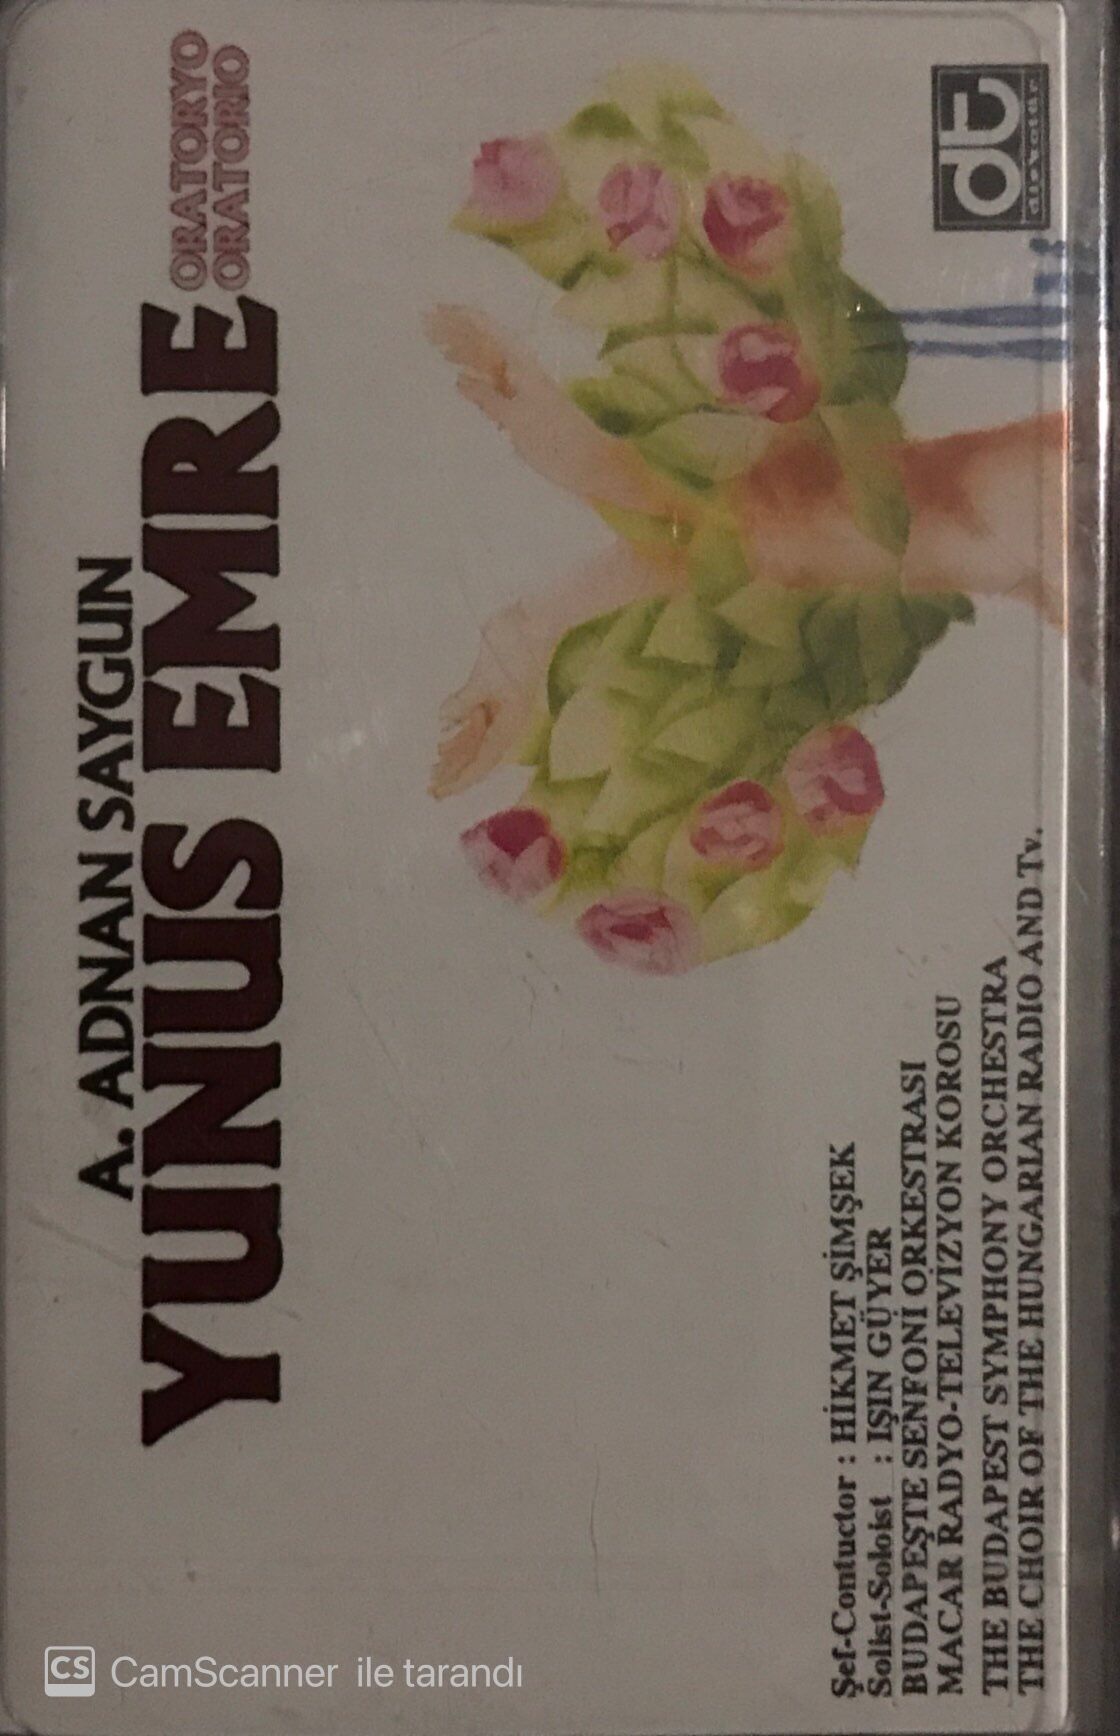 A. ADNAN SAYGUN
YUNUS EMRE
ORATORYO
ORATORIO
dt
diskotür
Şef-Contuctor : HİKMET ŞİMŞEK
Solist-Soloist : IŞIN GÜYER
BUDAPEŞTE SENFONİ ORKESTRASI
MACAR RADYO-TELEVİZYON KOROSU
THE BUDAPEST SYMPHONY ORCHESTRA
THE CHOIR OF THE HUNGARIAN RADIO AND Tv.
CS CamScanner ile tarandı